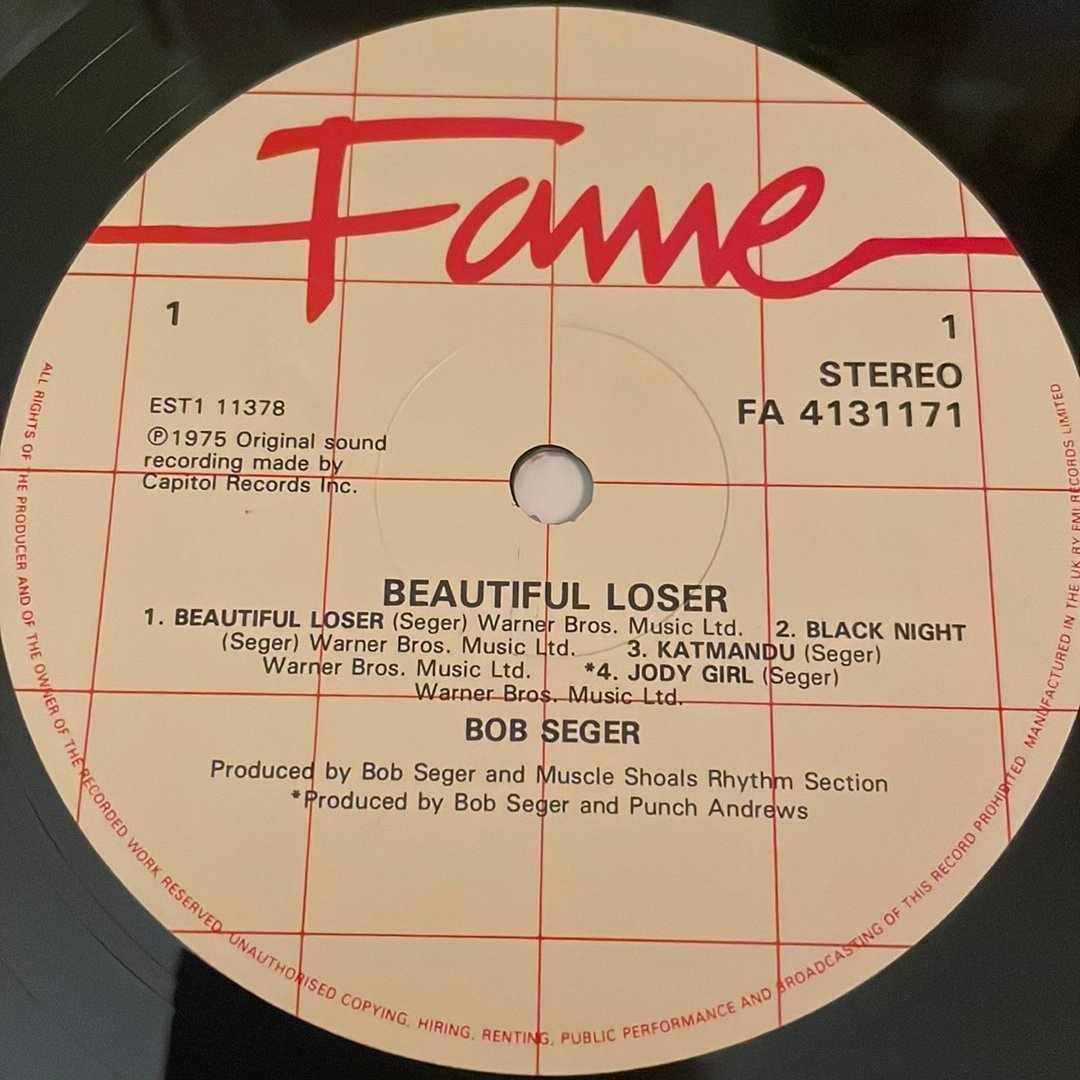 Fame
1
1
STEREO
FA 4131171
EST1 11378
Ⓟ1975 Original sound
recording made by
Capitol Records Inc.
BEAUTIFUL LOSER
1. BEAUTIFUL LOSER (Seger) Warner Bros. Music Ltd. 2. BLACK NIGHT
(Seger) Warner Bros. Music Ltd. 3. KATMANDU (Seger)
Warner Bros. Music Ltd. *4. JODY GIRL (Seger)
Warner Bros. Music Ltd.
BOB SEGER
Produced by Bob Seger and Muscle Shoals Rhythm Section
*Produced by Bob Seger and Punch Andrews
ALL RIGHTS OF THE PRODUCER AND OF THE OWNER OF THE RECORDED WORK RESERVED. UNAUTHORISED COPYING, HIRING, RENTING, PUBLIC PERFORMANCE AND BROADCASTING OF THIS RECORD PROHIBITED. MANUFACTURED IN THE UK BY EMI RECORDS LIMITED